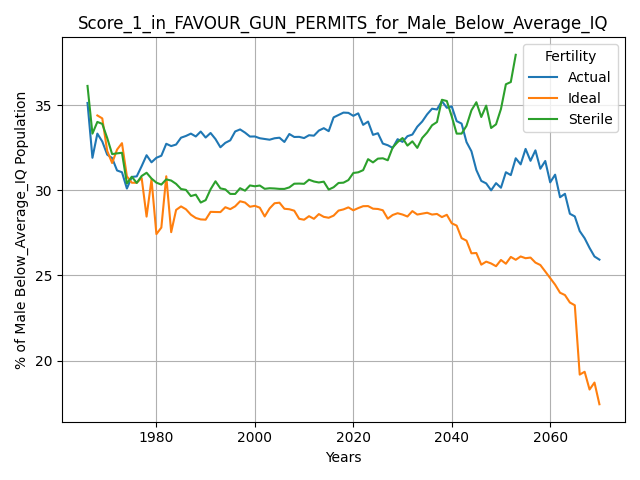 Score_1_in_FAVOUR_GUN_PERMITS_for_Male_Below_Average_IQ
Fertility
Actual
Ideal
Sterile
% of Male Below_Average_IQ Population
35
30
25
20
1980
2000
2020
2040
2060
Years